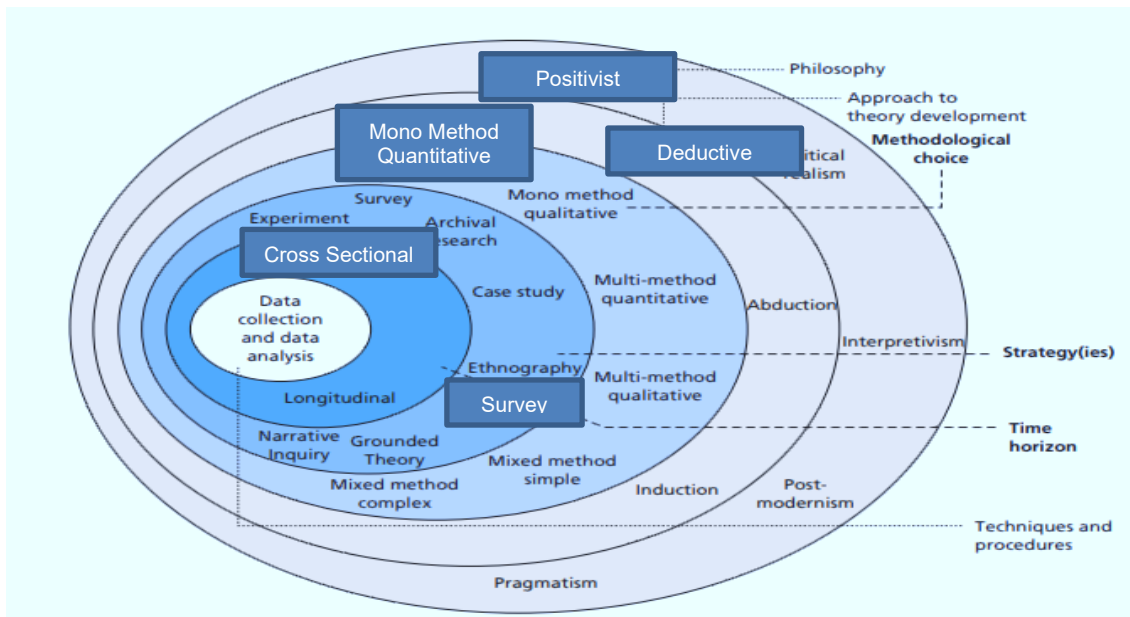 Positivist
Philosophy
Approach to
theory development
Mono Method
Quantitative
Deductive
Methodological
choice
realism
Mono method
qualitative
Survey
Experiment
Archival
research
Cross Sectional
Case study
Multi-method
quantitative
Abduction
Data
collection
and data
analysis
Interpretivism
Strategy(ies)
Ethnography
Multi-method
qualitative
Longitudinal
Survey
Time
horizon
Narrative
Inquiry
Grounded
Theory
Mixed method
simple
Mixed method
complex
Induction
Post-
modernism
Techniques and
procedures
Pragmatism